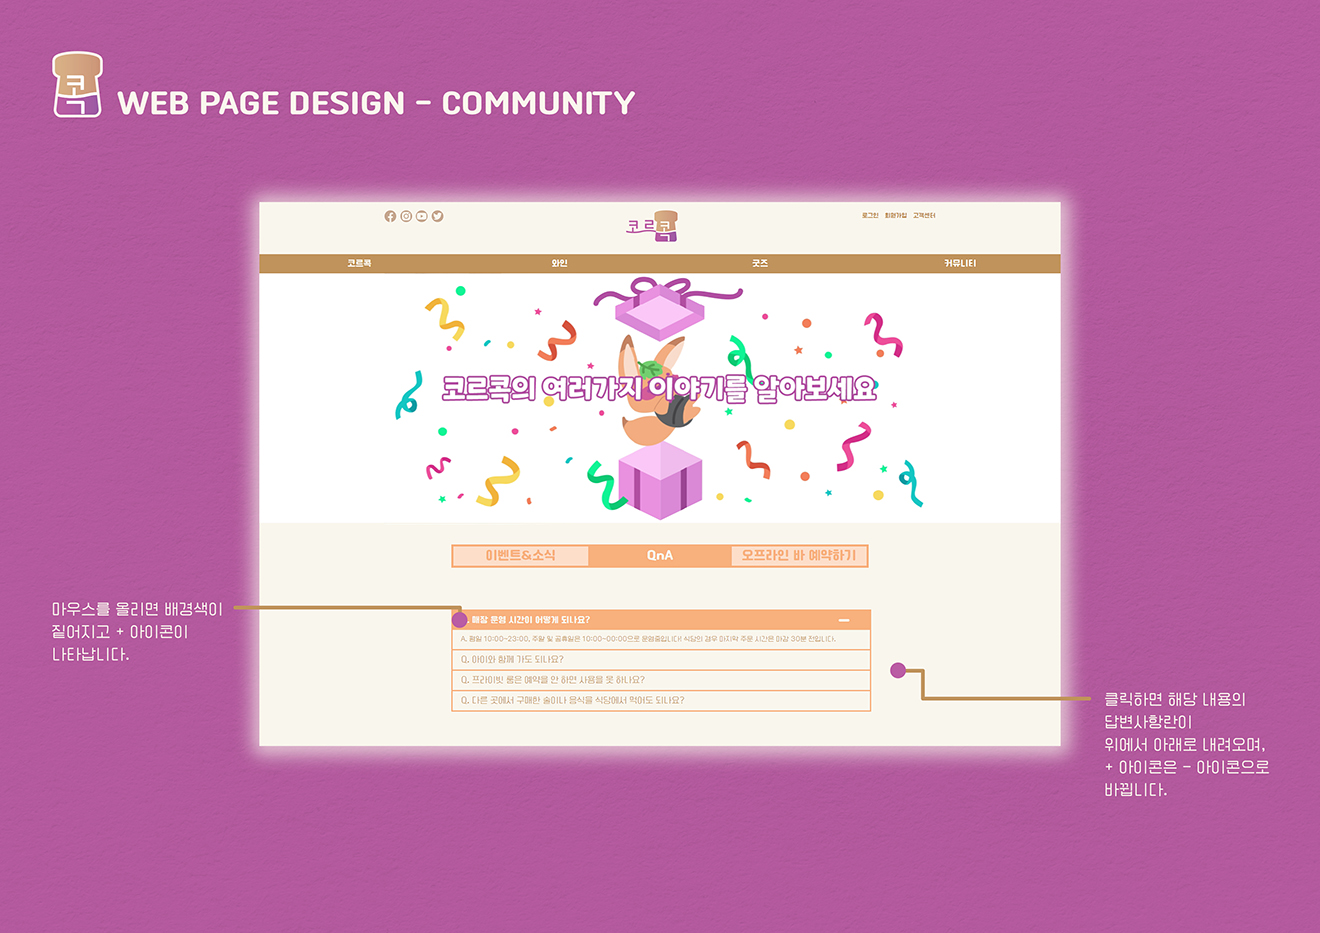 콕
WEB PAGE DESIGN - COMMUNITY
코르콕
로그인 회원가입 고객센터
코르콕 와인 굿즈 커뮤니티
코르콕의 여러가지 이야기를 알아보세요
이벤트&소식 QnA 오프라인 바 예약하기
매장 운영 시간이 어떻게 되나요?
A. 평일 10:00~23:00, 주말 및 공휴일은 10:00~00:00으로 운영중입니다! 식당의 경우 마지막 주문 시간은 마감 30분 전입니다.
Q. 아이와 함께 가도 되나요?
Q. 프라이빗 룸은 예약을 안 하면 사용을 못 하나요?
Q. 다른 곳에서 구매한 술이나 음식을 식당에서 먹어도 되나요?
마우스를 올리면 배경색이
짙어지고 + 아이콘이
나타납니다.
클릭하면 해당 내용의
답변사항란이
위에서 아래로 내려오며,
+ 아이콘은 - 아이콘으로
바뀝니다.